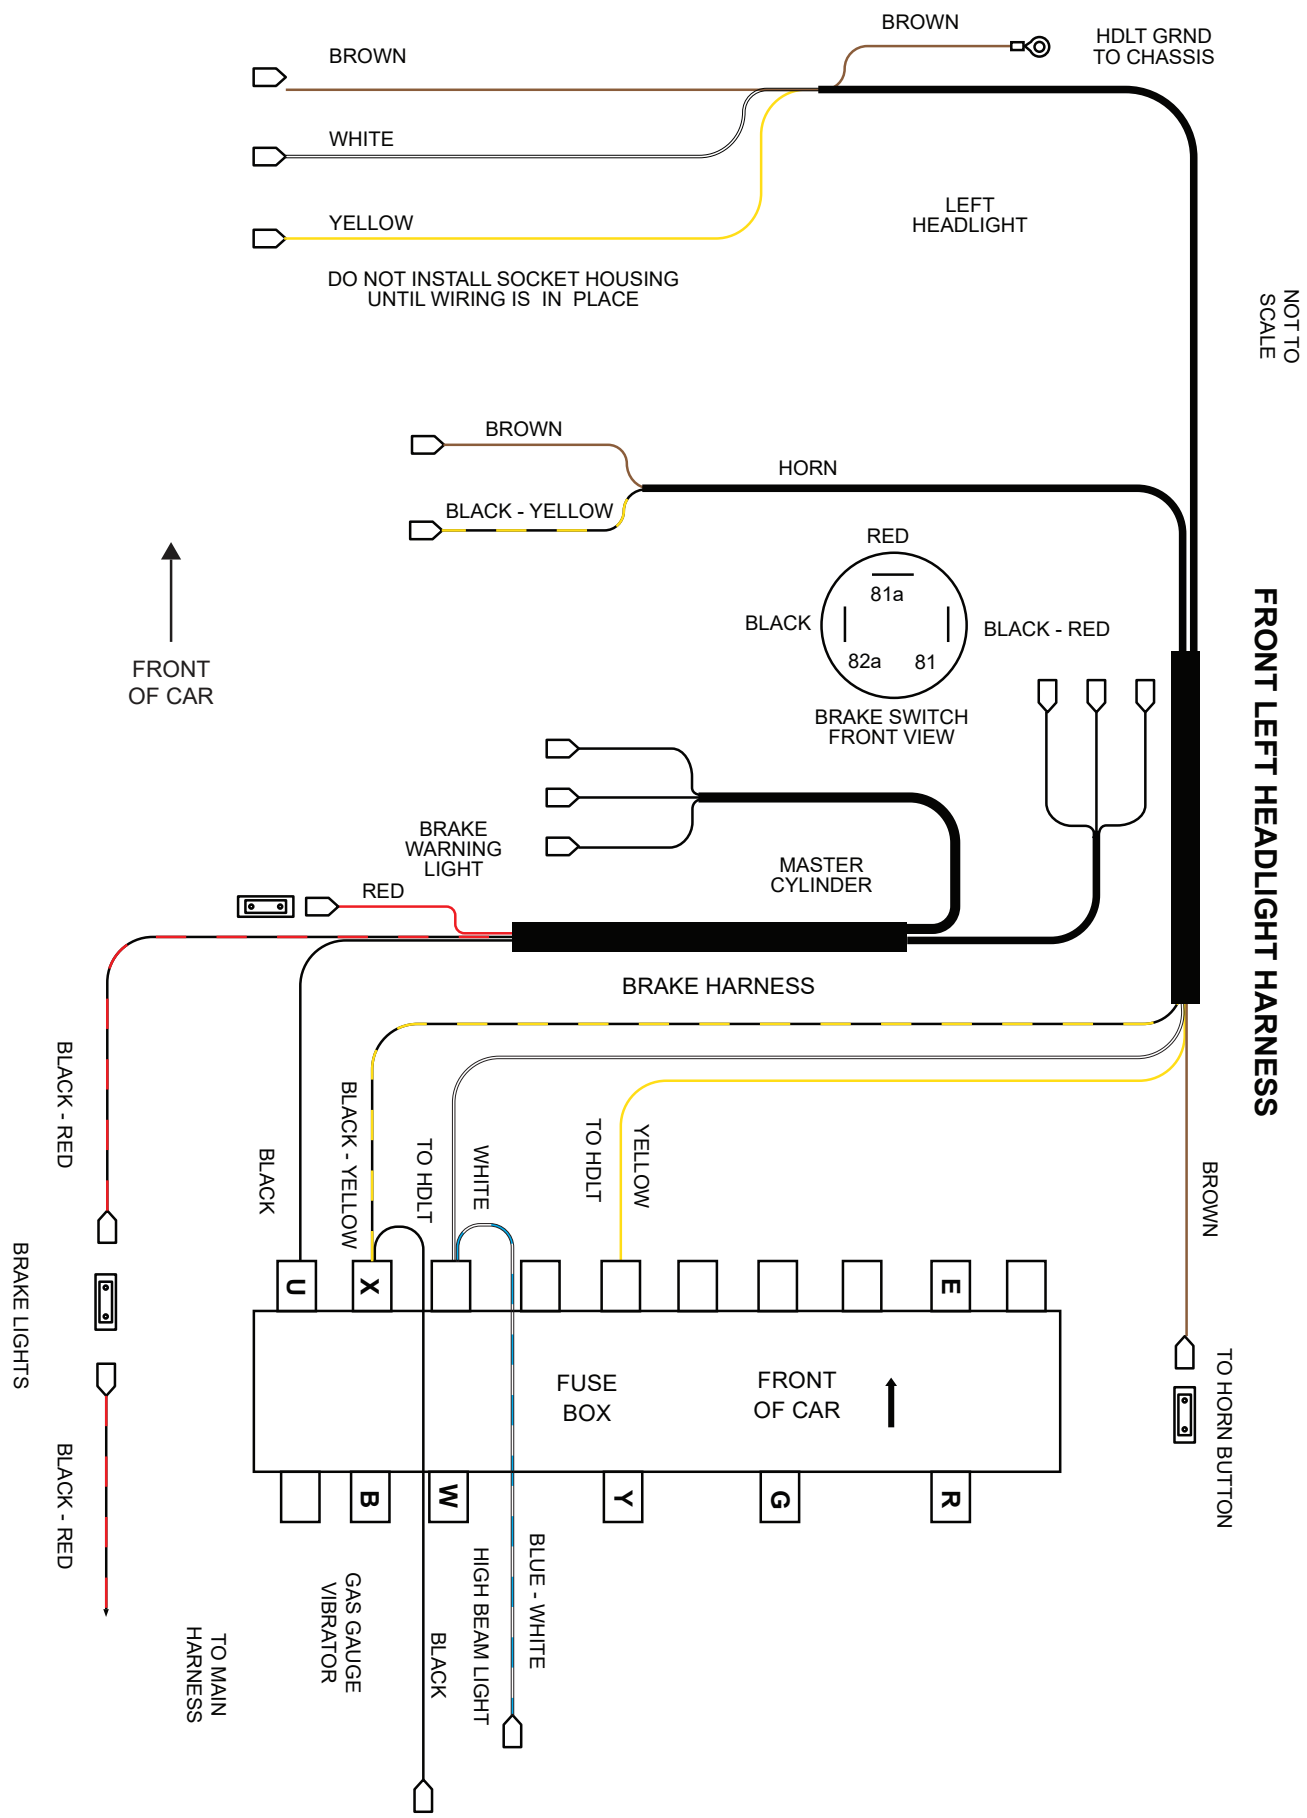 BROWN
HDLT GRND
TO CHASSIS
BROWN
WHITE
LEFT
HEADLIGHT
YELLOW
DO NOT INSTALL SOCKET HOUSING
UNTIL WIRING IS IN PLACE
NOT TO
SCALE
BROWN
HORN
BLACK - YELLOW
RED
81a
BLACK
BLACK - RED
82a
81
BRAKE SWITCH
FRONT VIEW
FRONT
OF CAR
FRONT LEFT HEADLIGHT HARNESS
BRAKE
WARNING
LIGHT
MASTER
CYLINDER
RED
BRAKE HARNESS
BLACK - RED
BLACK
BLACK - YELLOW
TO HDLT
WHITE
TO HDLT
YELLOW
BROWN
BRAKE LIGHTS
U
X
E
FUSE
BOX
FRONT
OF CAR
TO HORN BUTTON
B
W
Y
G
R
BLACK - RED
TO MAIN
HARNESS
GAS GAUGE
VIBRATOR
BLACK
HIGH BEAM LIGHT
BLUE - WHITE